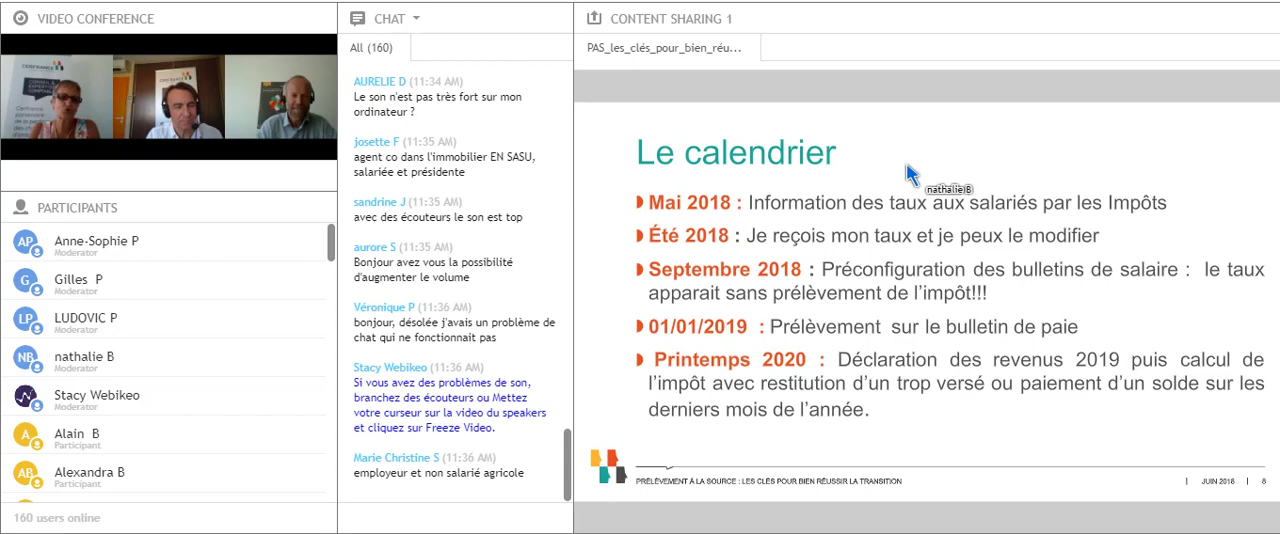 VIDEO CONFERENCE
CERFRANCE
CONSEIL & EXPERTISE COMPTABLE
PARTICIPANTS
AP
Anne-Sophie P
Moderator
G
Gilles P
Moderator
LP
LUDOVIC P
Moderator
NB
nathalie B
Moderator
Stacy Webikeo
Moderator
A
Alain B
Participant
AB
Alexandra B
Participant
160 users online
CHAT
All (160)
AURELIE D (11:34 AM)
Le son n'est pas très fort sur mon
ordinateur ?
josette F (11:35 AM)
agent co dans l'immobilier EN SASU,
salariée et présidente
sandrine J (11:35 AM)
avec des écouteurs le son est top
aurore S (11:35 AM)
Bonjour avez vous la possibilité
d'augmenter le volume
Véronique P (11:36 AM)
bonjour, désolée j'avais un problème de
chat qui ne fonctionnait pas
Stacy Webikeo (11:36 AM)
Si vous avez des problèmes de son,
branchez des écouteurs ou Mettez
votre curseur sur la video du speakers
et cliquez sur Freeze Video.
Marie Christine S (11:36 AM)
employeur et non salarié agricole
CONTENT SHARING 1
PAS_les_clés_pour_bien_réu...
Le calendrier
nathalie B
Mai 2018 : Information des taux aux salariés par les Impôts
Été 2018 : Je reçois mon taux et je peux le modifier
Septembre 2018 : Préconfiguration des bulletins de salaire : le taux
apparait sans prélèvement de l'impôt!!!
01/01/2019 : Prélèvement sur le bulletin de paie
Printemps 2020 : Déclaration des revenus 2019 puis calcul de
l'impôt avec restitution d'un trop versé ou paiement d'un solde sur les
derniers mois de l'année.
PRÉLÈVEMENT À LA SOURCE : LES CLÉS POUR BIEN RÉUSSIR LA TRANSITION
| JUIN 2018 | 8